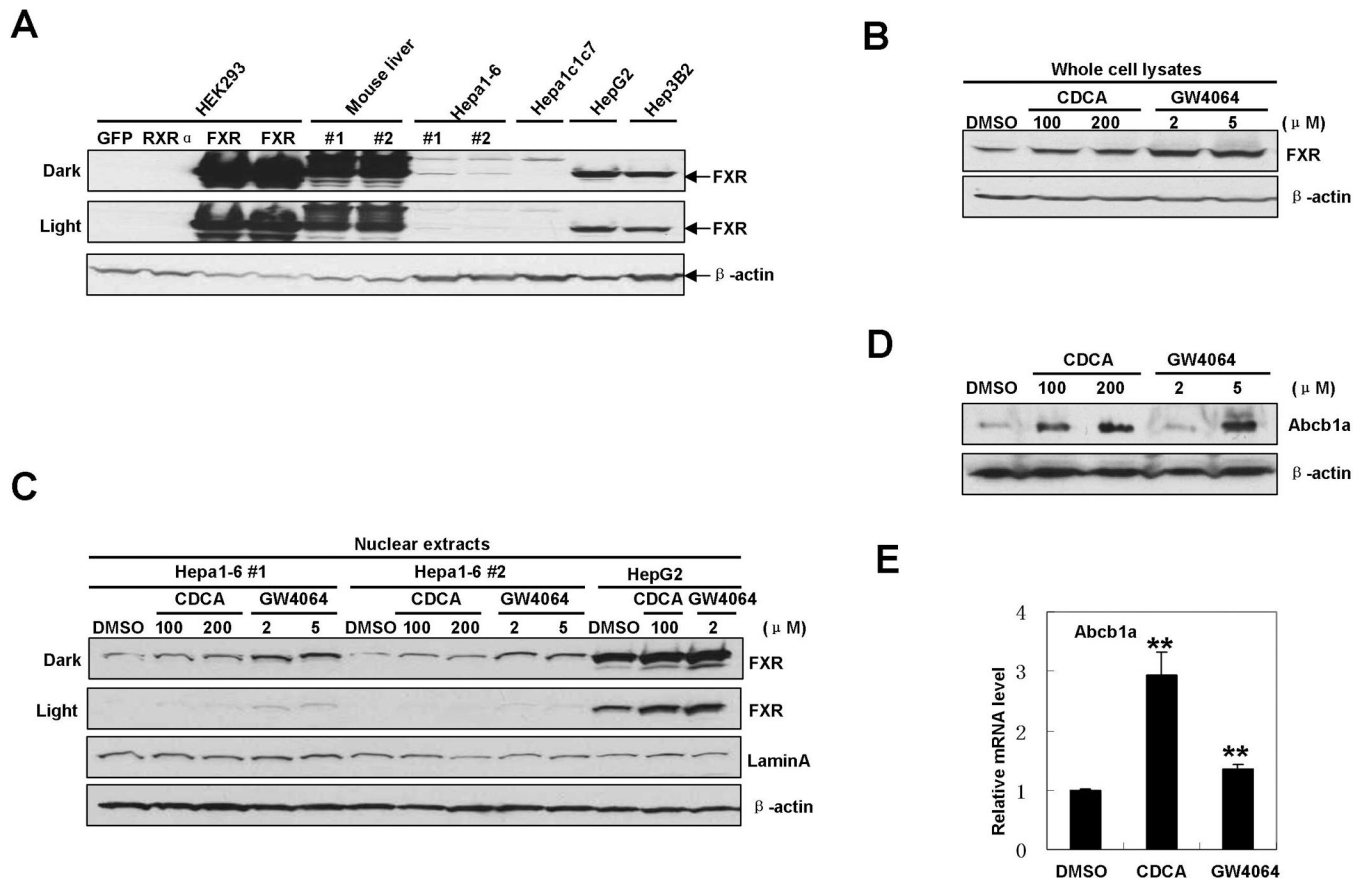 A
HEK293 Mouse liver Hepa1-6 Hepa1c1c7 HepG2 Hep3B2
GFP RXR α FXR FXR #1 #2 #1 #2
Dark FXR
Light FXR
β-actin
B
Whole cell lysates
CDCA GW4064
DMSO 100 200 2 5 (μM)
FXR
β-actin
D
CDCA GW4064
DMSO 100 200 2 5 (μM)
Abcb1a
β-actin
C
Nuclear extracts
Hepa1-6 #1 Hepa1-6 #2 HepG2
CDCA GW4064 CDCA GW4064 CDCA GW4064
DMSO 100 200 2 5 DMSO 100 200 2 5 DMSO 100 2 (μM)
Dark FXR
Light FXR
LaminA
β-actin
E
Relative mRNA level
4
3
2
1
0
Abcb1a
**
**
DMSO CDCA GW4064